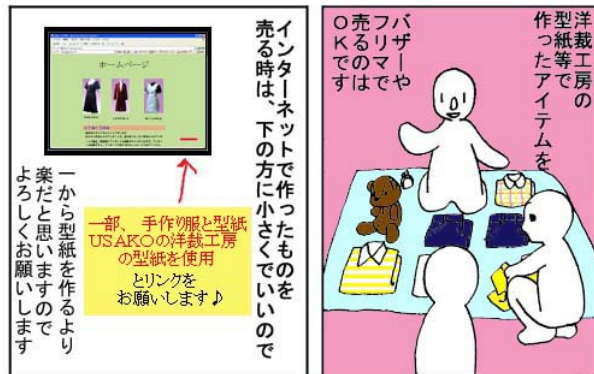 洋裁工房の
型紙等で
作ったアイテムを
バザーや
フリマで
売るのは
OKです
インターネットで作ったものを
売る時は、下の方に小さくでいいので
ホームページ
一部、手作り服と型紙
USAKOの洋裁工房
の型紙を使用
とリンクを
お願いします♪
一から型紙を作るより
楽だと思いますので
よろしくお願いします